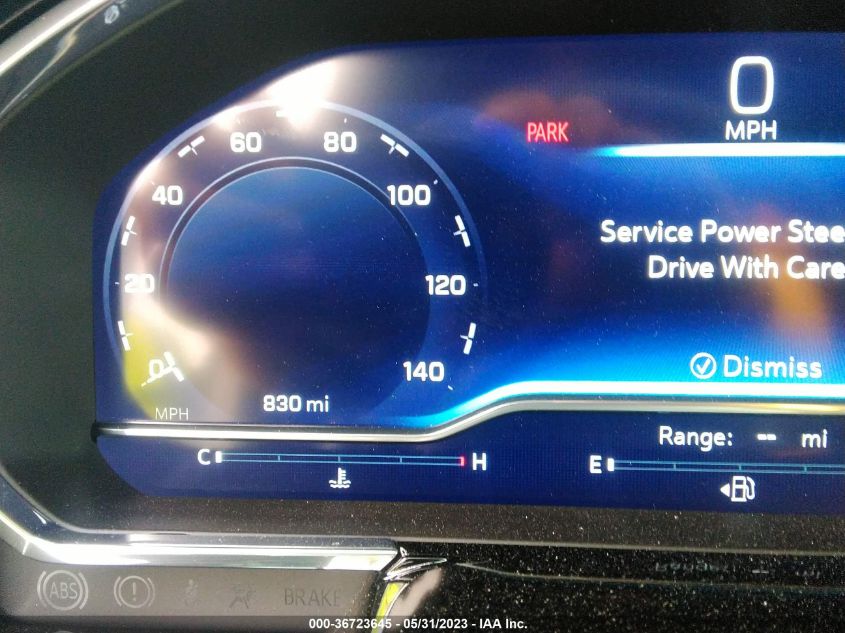 0
MPH
PARK
60 80
40 100
20 120
0 140
MPH
830 mi
Service Power Stee
Drive With Care
Dismiss
Range: -- mi
C H
E
ABS
BRAKE
000-36723645 - 05/31/2023 - IAA Inc.